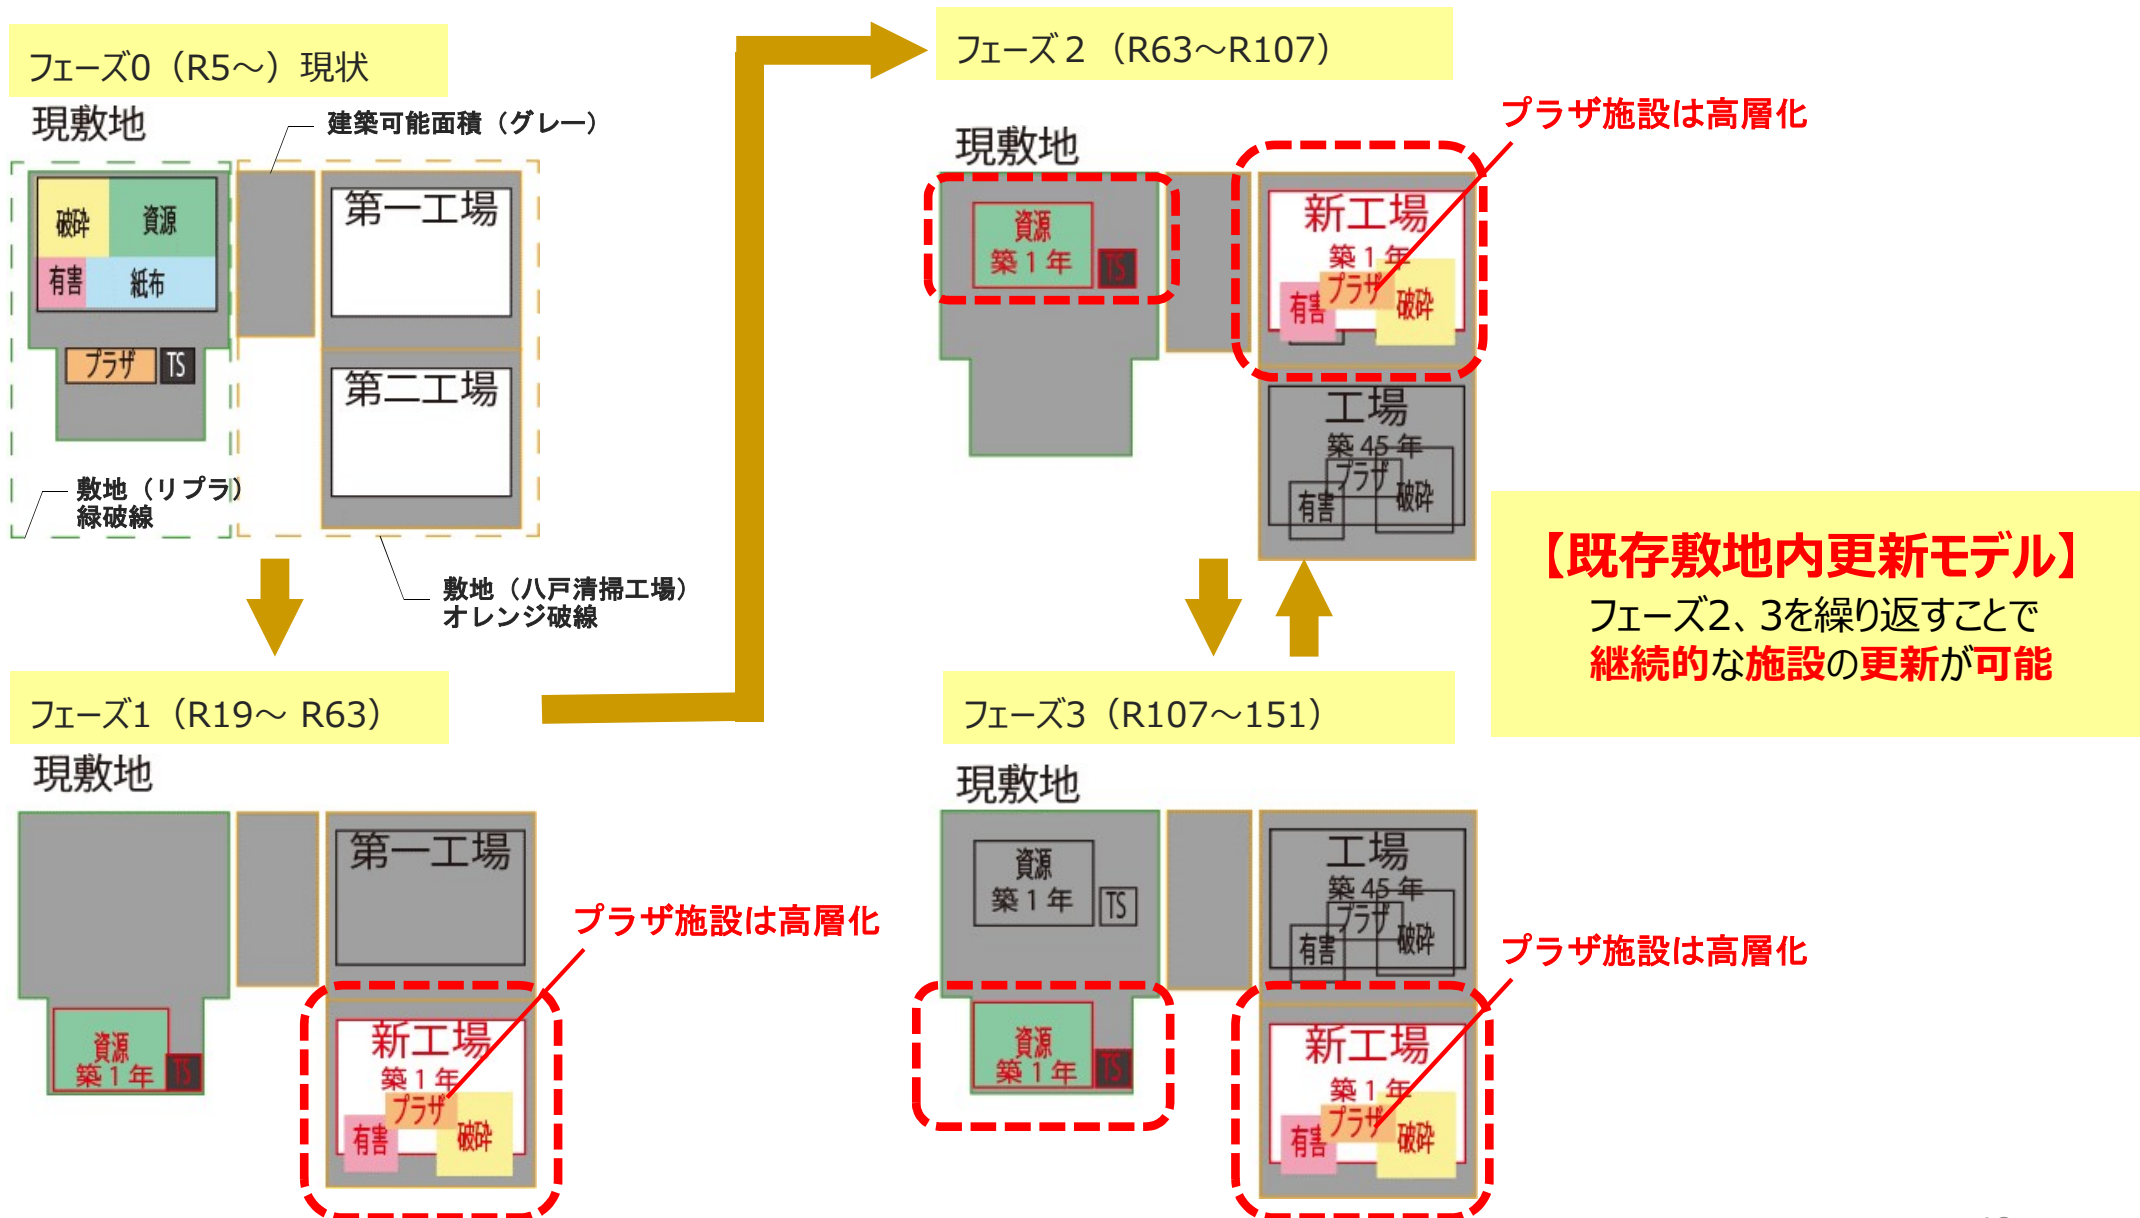 フェーズ0（R5～）現状
現敷地
建築可能面積（グレー）
破砕
資源
有害
紙布
プラザ
TS
第一工場
第二工場
敷地（リプラ）
緑破線
敷地（八戸清掃工場）
オレンジ破線
フェーズ1（R19～ R63）
現敷地
第一工場
資源
築１年
TS
新工場
築１年
プラザ
有害
破砕
プラザ施設は高層化
フェーズ２（R63～R107）
現敷地
プラザ施設は高層化
資源
築１年
TS
新工場
築１年
プラザ
有害
破砕
工場
築 45 年
プラザ
有害
破砕
フェーズ3（R107～151）
現敷地
資源
築１年
TS
工場
築 45 年
プラザ
有害
破砕
プラザ施設は高層化
資源
築１年
TS
新工場
築１年
プラザ
有害
破砕
【既存敷地内更新モデル】
フェーズ2、3を繰り返すことで
継続的な施設の更新が可能